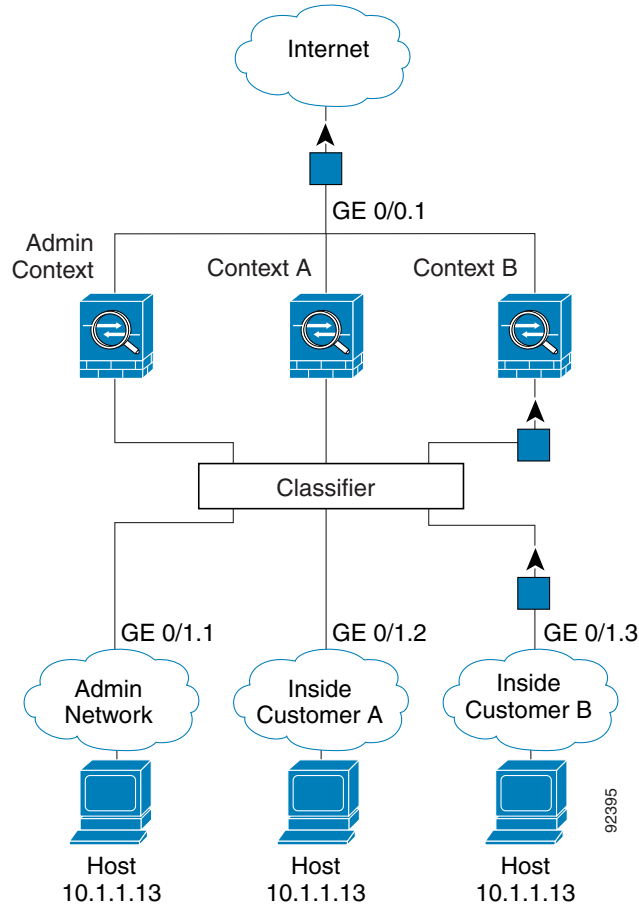 Internet
GE 0/0.1
Admin
Context
Context A
Context B
Classifier
GE 0/1.1
GE 0/1.2
GE 0/1.3
Admin
Network
Inside
Customer A
Inside
Customer B
Host
10.1.1.13
Host
10.1.1.13
Host
10.1.1.13
92395